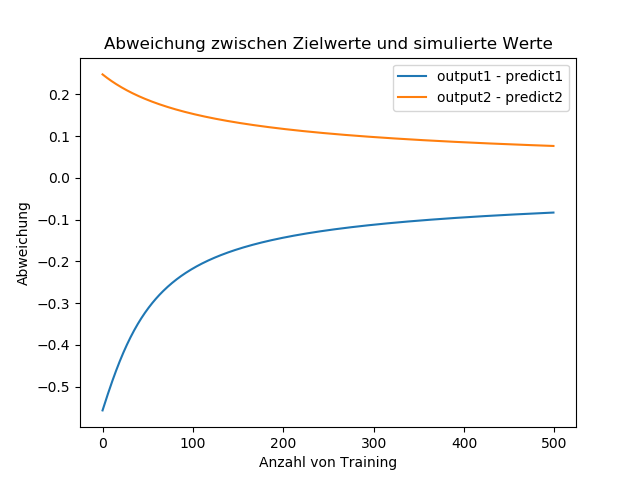 Abweichung zwischen Zielwerte und simulierte Werte
output1 - predict1
output2 - predict2
Abweichung
0.2
0.1
0.0
−0.1
−0.2
−0.3
−0.4
−0.5
0 100 200 300 400 500
Anzahl von Training